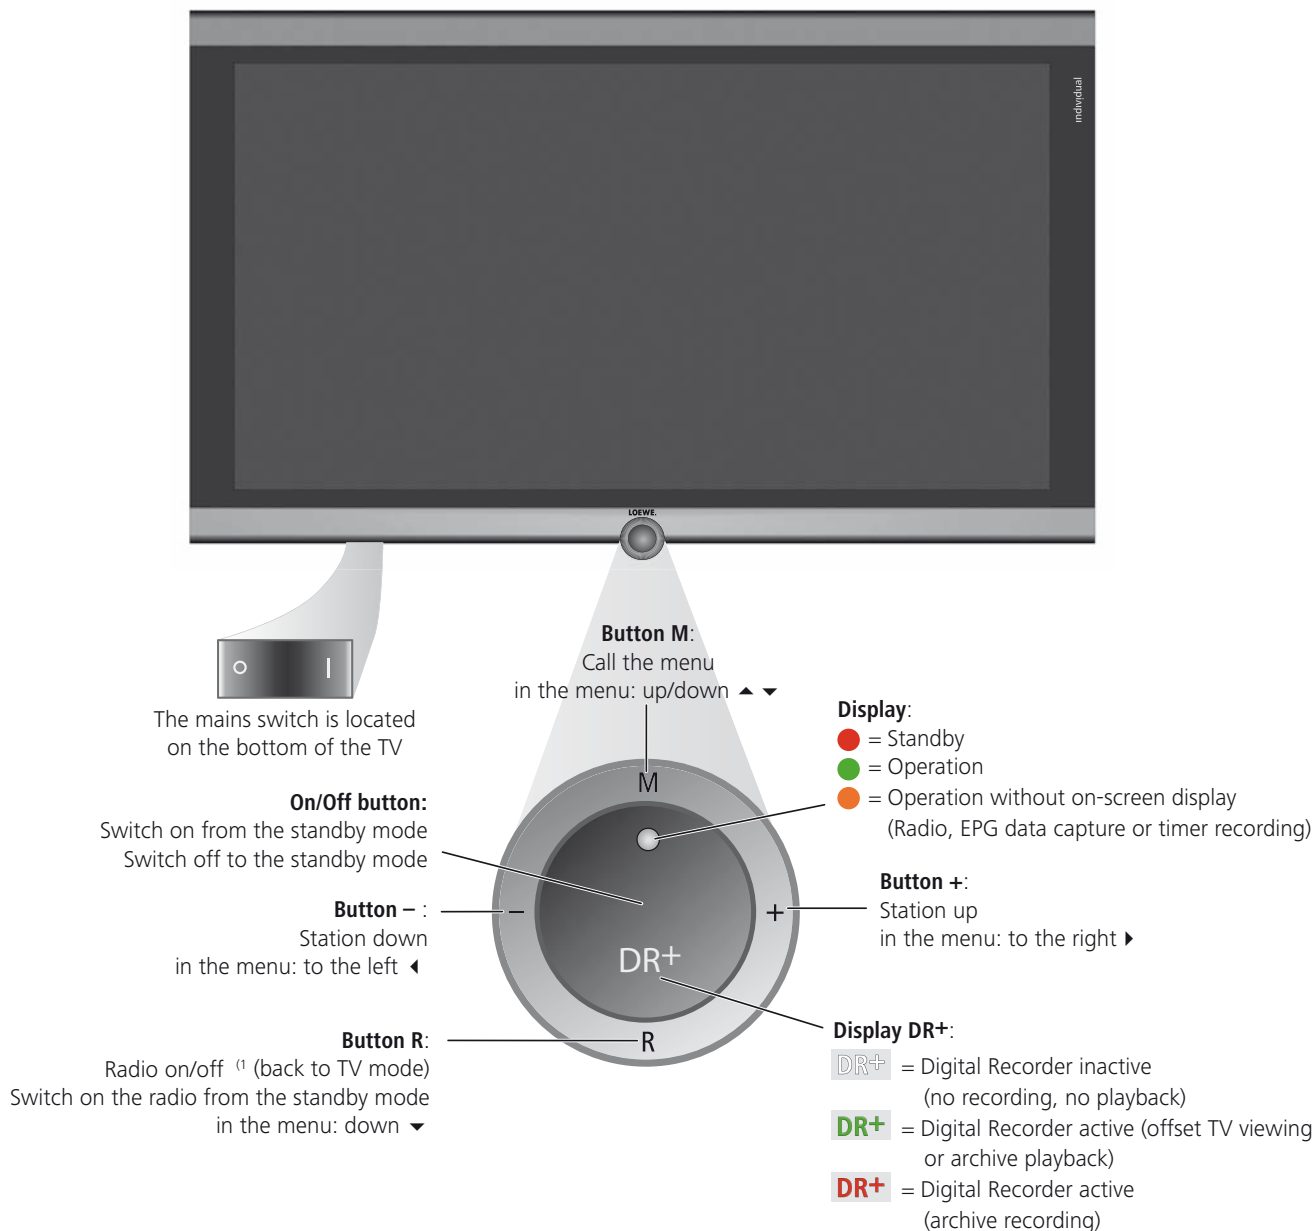 individual
LOEWE.
The mains switch is located
on the bottom of the TV
Button M:
Call the menu
in the menu: up/down ▲ ▼
Display:
= Standby
= Operation
= Operation without on-screen display
(Radio, EPG data capture or timer recording)
On/Off button:
Switch on from the standby mode
Switch off to the standby mode
Button – :
Station down
in the menu: to the left ◀
Button +:
Station up
in the menu: to the right ▶
M
–
+
DR+
R
Button R:
Radio on/off (1 (back to TV mode)
Switch on the radio from the standby mode
in the menu: down ▼
Display DR+:
DR+ = Digital Recorder inactive
(no recording, no playback)
DR+ = Digital Recorder active (offset TV viewing
or archive playback)
DR+ = Digital Recorder active
(archive recording)